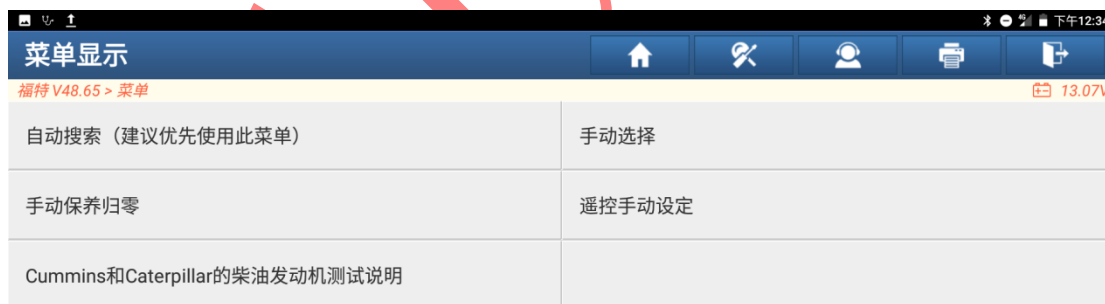 下午12:34
菜单显示
福特 V48.65 > 菜单
13.07V
自动搜索（建议优先使用此菜单）
手动选择
手动保养归零
遥控手动设定
Cummins和Caterpillar的柴油发动机测试说明